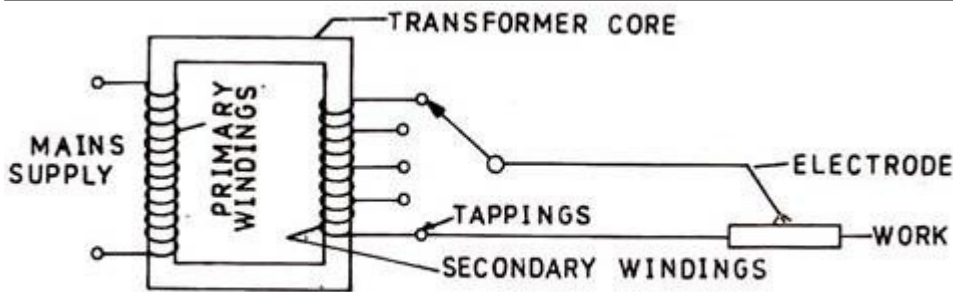 TRANSFORMER CORE
MAINS
SUPPLY
PRIMARY
WINDINGS
ELECTRODE
TAPPINGS
WORK
SECONDARY WINDINGS